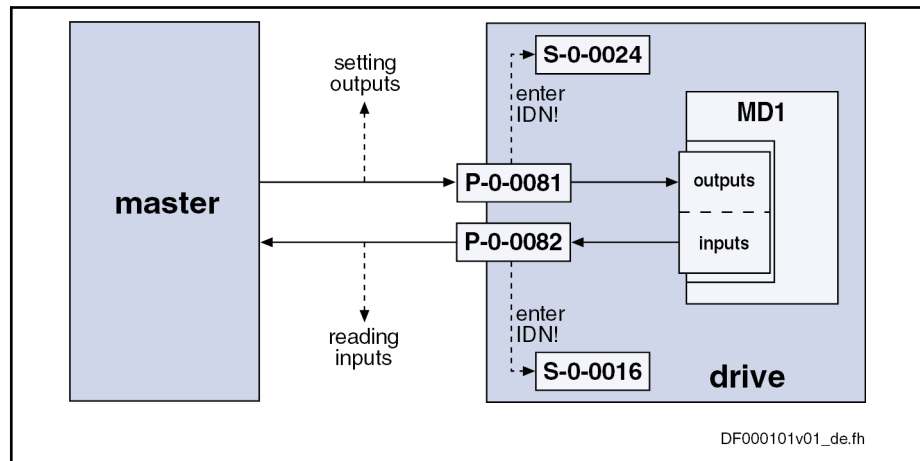 master
setting
outputs
reading
inputs
S-0-0024
enter
IDN!
P-0-0081
P-0-0082
enter
IDN!
S-0-0016
MD1
outputs
inputs
drive
DF000101v01_de.fh